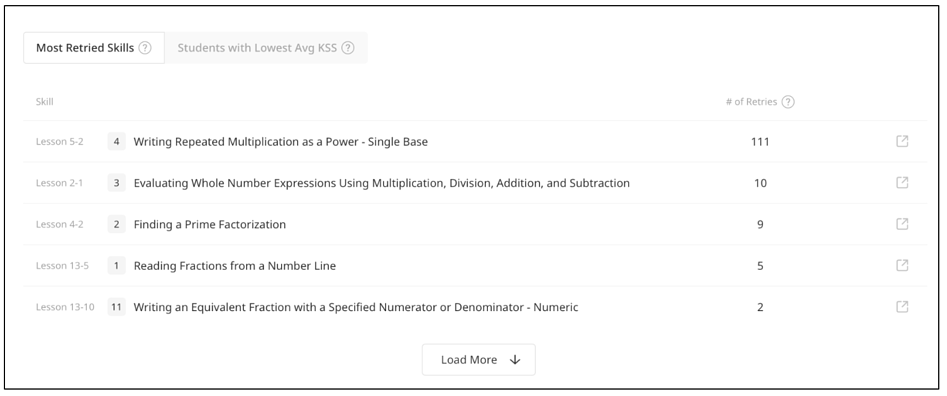 Most Retried Skills ? Students with Lowest Avg KSS ?
Skill # of Retries ?
Lesson 5-2 4 Writing Repeated Multiplication as a Power - Single Base 111
Lesson 2-1 3 Evaluating Whole Number Expressions Using Multiplication, Division, Addition, and Subtraction 10
Lesson 4-2 2 Finding a Prime Factorization 9
Lesson 13-5 1 Reading Fractions from a Number Line 5
Lesson 13-10 11 Writing an Equivalent Fraction with a Specified Numerator or Denominator - Numeric 2
Load More